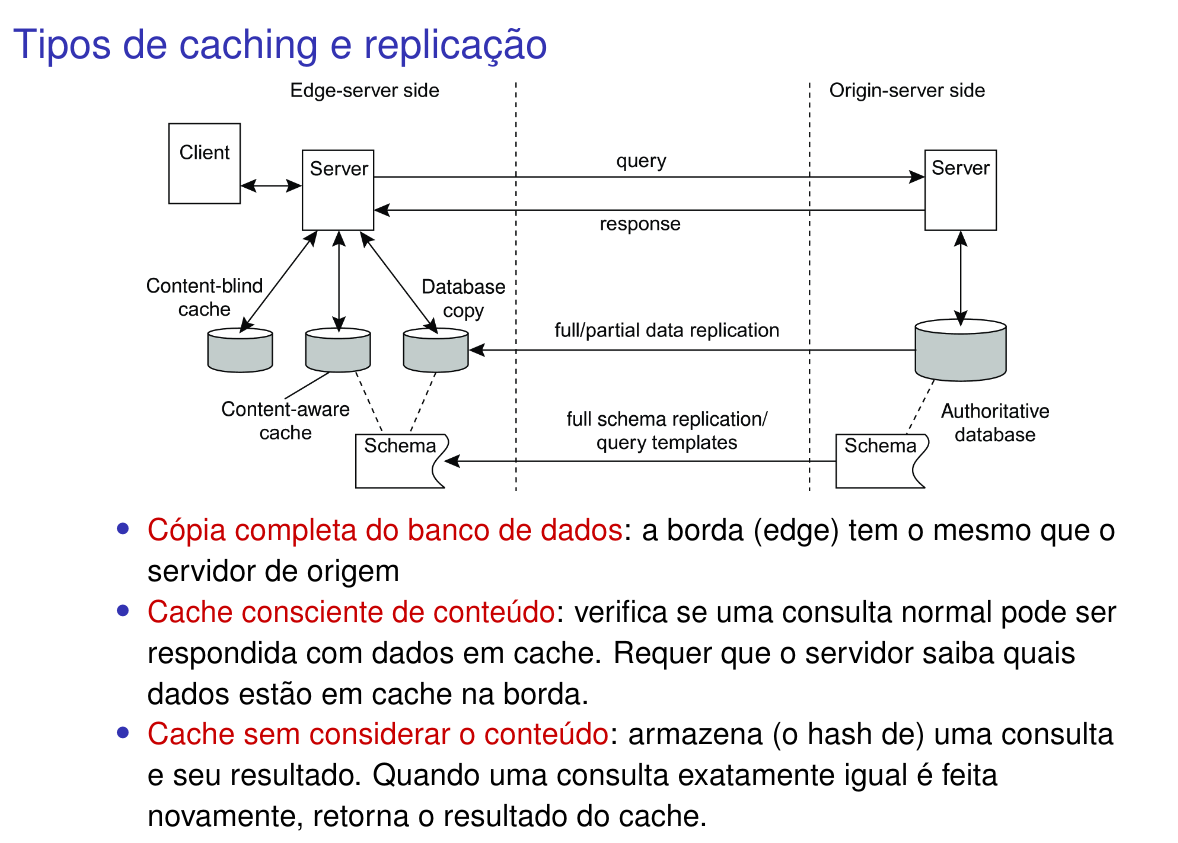 Tipos de caching e replicação
Edge-server side
Origin-server side
Client
Server
query
Server
response
Content-blind
cache
Database
copy
full/partial data replication
Content-aware
cache
Authoritative
database
full schema replication/
query templates
Schema
Schema
• Cópia completa do banco de dados: a borda (edge) tem o mesmo que o
servidor de origem
• Cache consciente de conteúdo: verifica se uma consulta normal pode ser
respondida com dados em cache. Requer que o servidor saiba quais
dados estão em cache na borda.
• Cache sem considerar o conteúdo: armazena (o hash de) uma consulta
e seu resultado. Quando uma consulta exatamente igual é feita
novamente, retorna o resultado do cache.